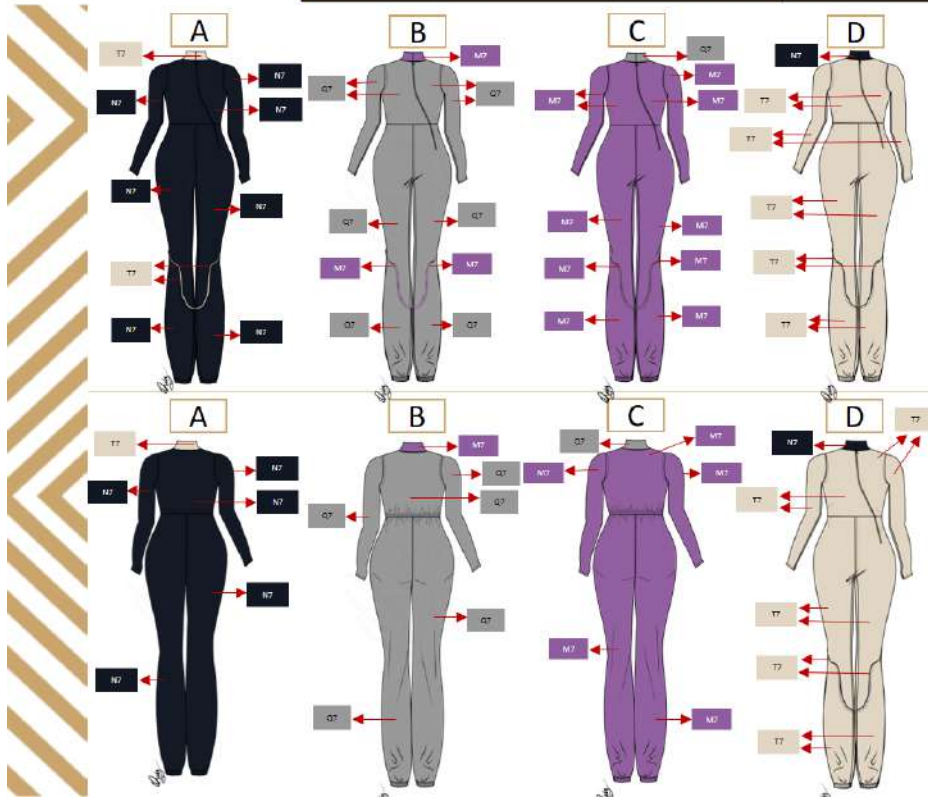 A B C D
T7 M7 Q7 N7
N7 Q7 Q7 M7 M7 T7
N7 N7 M7 M7 T7
N7 N7 Q7 Q7 M7 M7 T7
T7 M7 M7 M7 M7 T7
N7 N7 Q7 Q7 M7 M7 T7
A B C D
T7 M7 Q7 M7 N7 T7
N7 N7 Q7 M7 M7
N7 Q7 Q7 T7
N7 Q7 T7
N7 M7 T7
Q7 M7 T7